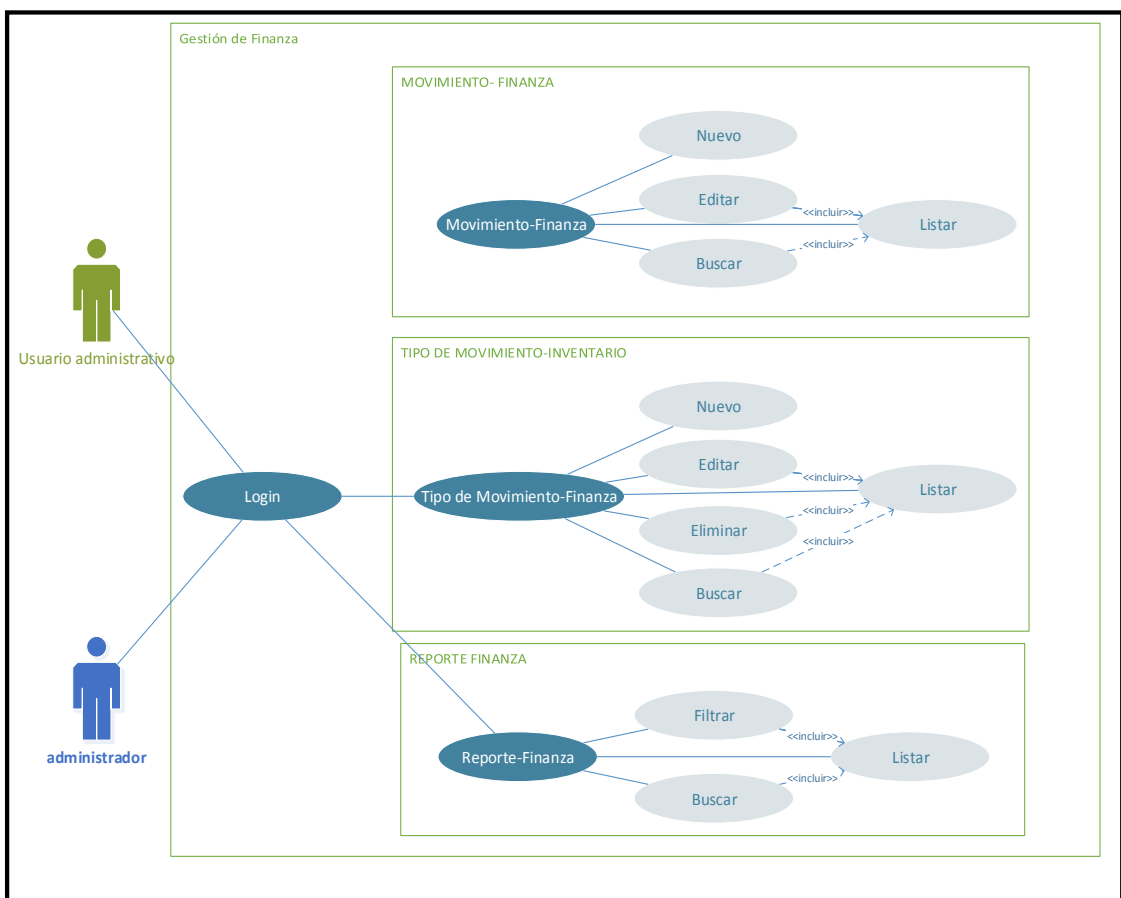 Gestión de Finanza
MOVIMIENTO- FINANZA
Nuevo
Editar
<<incluir>>
Movimiento-Finanza
Listar
<<incluir>>
Buscar
Usuario administrativo
TIPO DE MOVIMIENTO-INVENTARIO
Nuevo
Editar
<<incluir>>
Login
Tipo de Movimiento-Finanza
Listar
<<incluir>>
Eliminar
<<incluir>>
Buscar
administrador
REPORTE FINANZA
Filtrar
<<incluir>>
Reporte-Finanza
Listar
<<incluir>>
Buscar